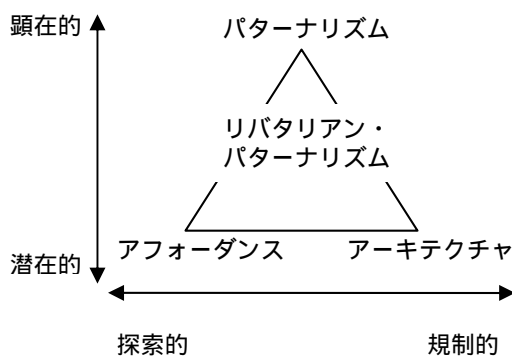 顕在的
パターナリズム
リバタリアン・
パターナリズム
アフォーダンス
アーキテクチャ
潜在的
探索的
規制的